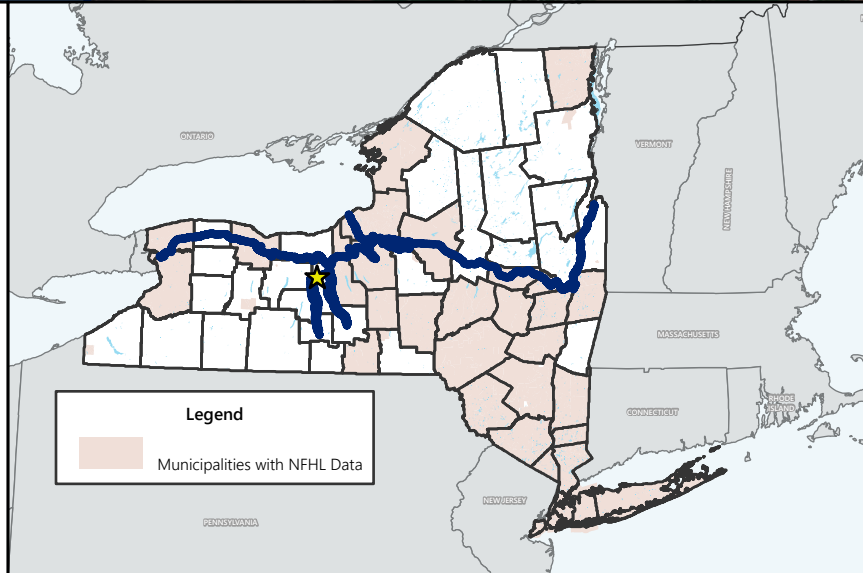 ONTARIO
VERMONT
NEW HAMPSHIRE
MASSACHUSETTS
RHODE
ISLAND
CONNECTICUT
Legend
Municipalities with NFHL Data
NEW JERSEY
PENNSYLVANIA